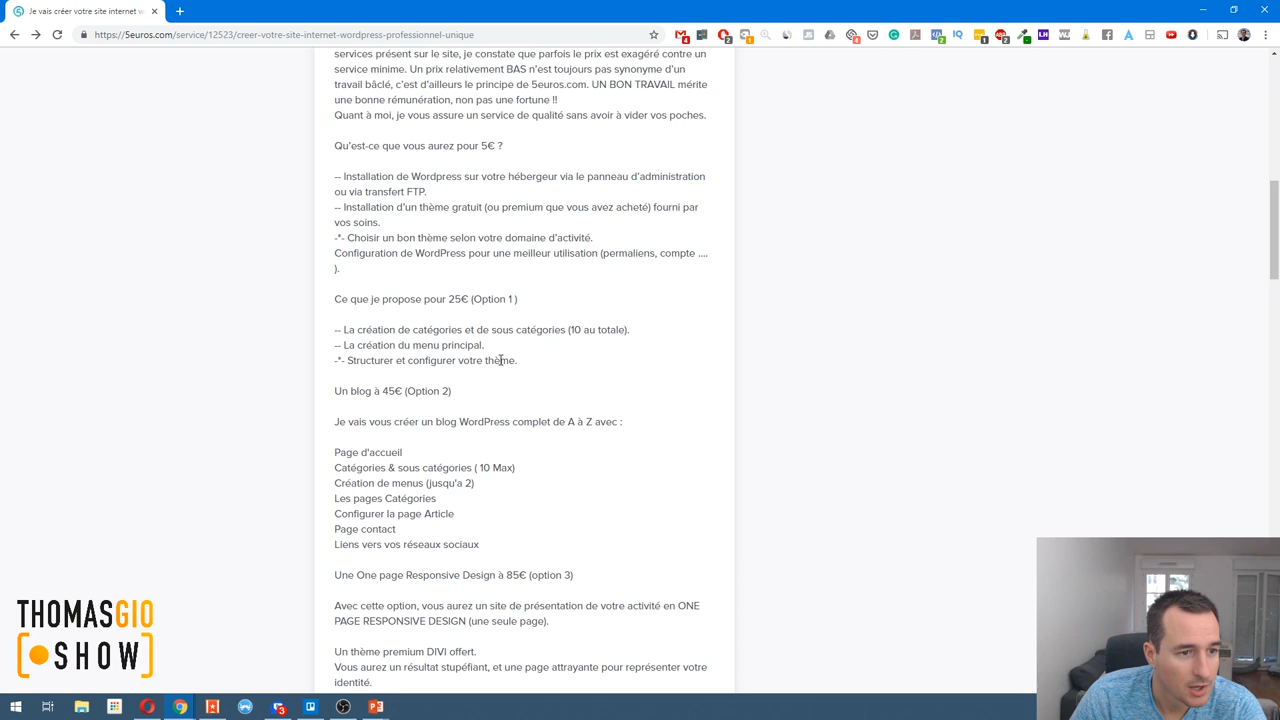 Je vais créer votre site internet w
https://5euros.com/service/12523/creer-votre-site-internet-wordpress-professionnel-unique
services présent sur le site, je constate que parfois le prix est exagéré contre un
service minime. Un prix relativement BAS n'est toujours pas synonyme d'un
travail bâclé, c'est d'ailleurs le principe de 5euros.com. UN BON TRAVAIL mérite
une bonne rémunération, non pas une fortune !!
Quant à moi, je vous assure un service de qualité sans avoir à vider vos poches.
Qu'est-ce que vous aurez pour 5€ ?
-- Installation de Wordpress sur votre hébergeur via le panneau d'administration
ou via transfert FTP.
-- Installation d'un thème gratuit (ou premium que vous avez acheté) fourni par
vos soins.
-*- Choisir un bon thème selon votre domaine d'activité.
Configuration de WordPress pour une meilleur utilisation (permaliens, compte ....
).
Ce que je propose pour 25€ (Option 1 )
-- La création de catégories et de sous catégories (10 au totale).
-- La création du menu principal.
-*- Structurer et configurer votre thème.
Un blog à 45€ (Option 2)
Je vais vous créer un blog WordPress complet de A à Z avec :
Page d'accueil
Catégories & sous catégories ( 10 Max)
Création de menus (jusqu'a 2)
Les pages Catégories
Configurer la page Article
Page contact
Liens vers vos réseaux sociaux
Une One page Responsive Design à 85€ (option 3)
Avec cette option, vous aurez un site de présentation de votre activité en ONE
PAGE RESPONSIVE DESIGN (une seule page).
Un thème premium DIVI offert.
Vous aurez un résultat stupéfiant, et une page attrayante pour représenter votre
identité.
THOMASGIO
SHOW